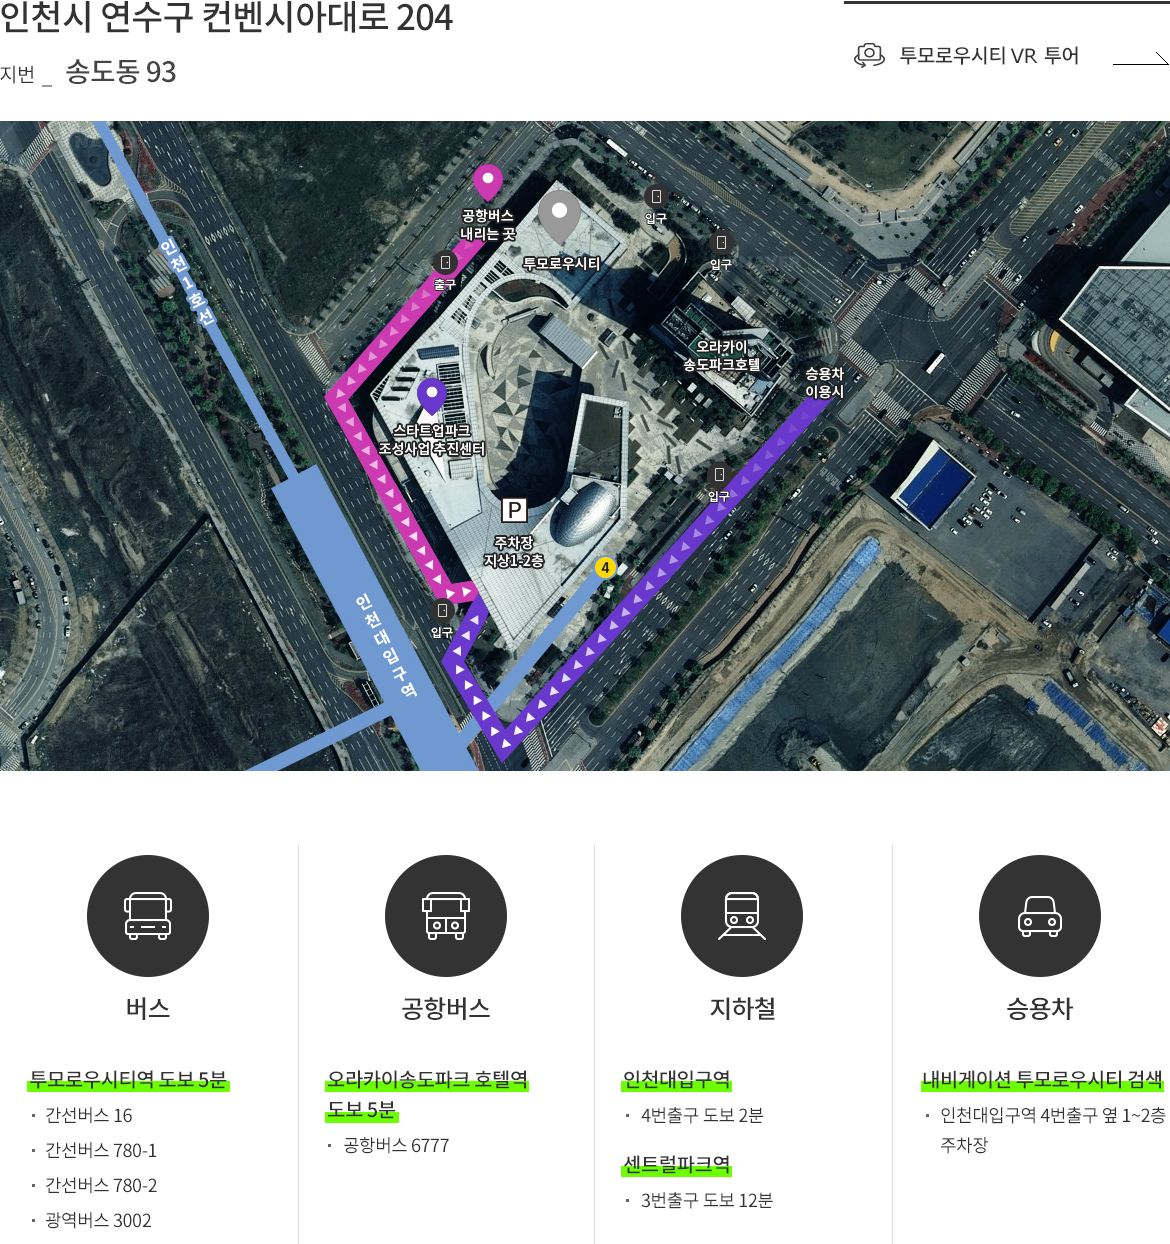 인천시 연수구 컨벤시아대로 204
지번 _ 송도동 93
투모로우시티 VR 투어
인천1호선
공항버스
내리는 곳
투모로우시티
입구
입구
출구
오라카이
송도파크호텔
승용차
이용시
스타트업파크
조성사업 추진센터
입구
P
주차장
지상1-2층
4
입구
인천대입구역
버스
투모로우시티역 도보 5분
· 간선버스 16
· 간선버스 780-1
· 간선버스 780-2
· 광역버스 3002
공항버스
오라카이송도파크 호텔역
도보 5분
· 공항버스 6777
지하철
인천대입구역
· 4번출구 도보 2분
센트럴파크역
· 3번출구 도보 12분
승용차
내비게이션 투모로우시티 검색
· 인천대입구역 4번출구 옆 1~2층
주차장